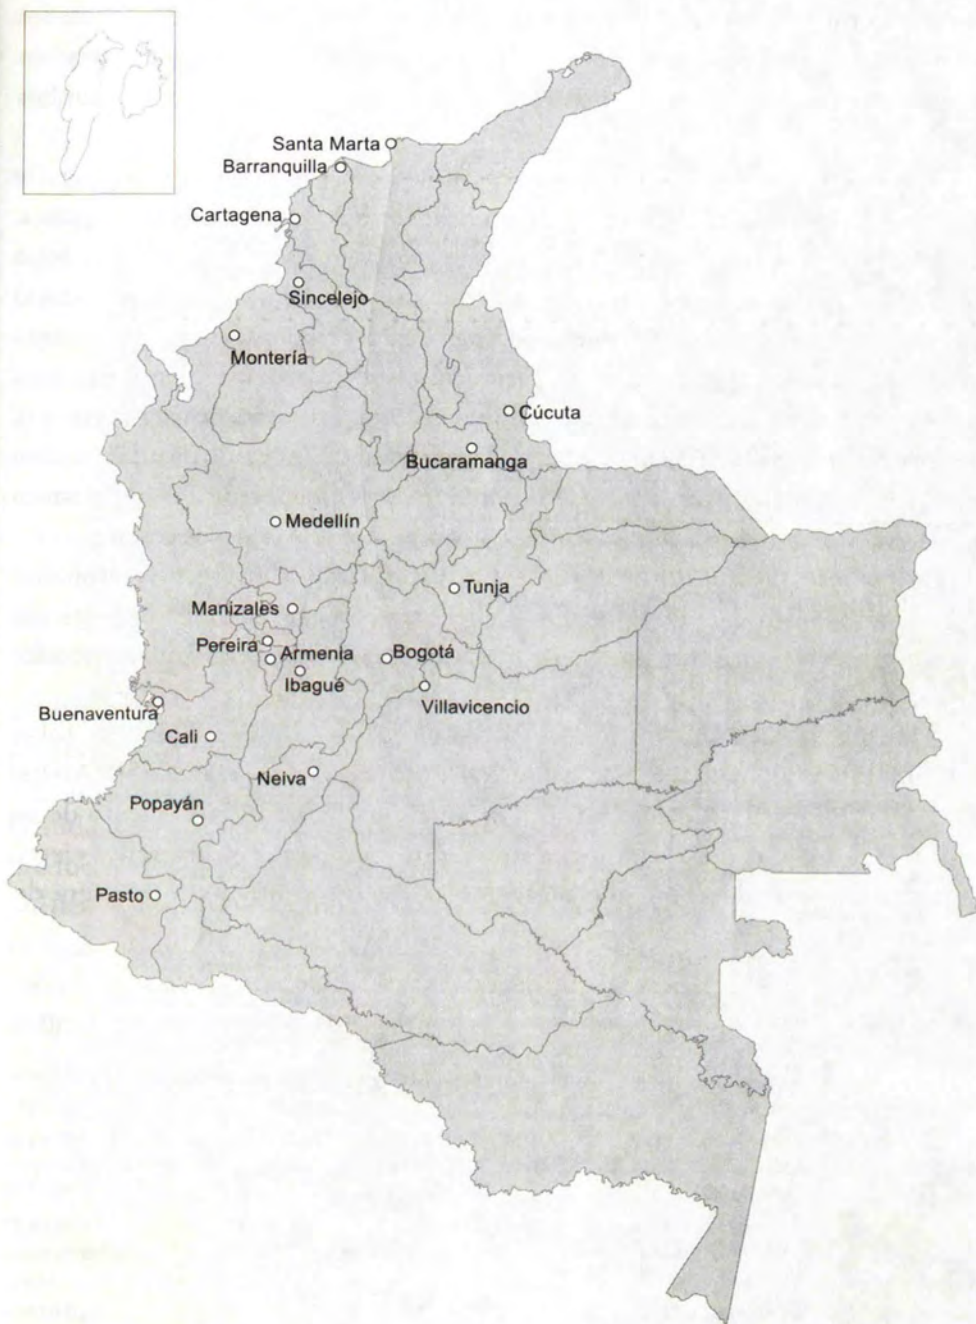 Santa Marta
Barranquilla
Cartagena
Sincelejo
Montería
Cúcuta
Bucaramanga
Medellín
Tunja
Manizales
Pereira
Armenia
Bogotá
Ibagué
Villavicencio
Buenaventura
Cali
Neiva
Popayán
Pasto